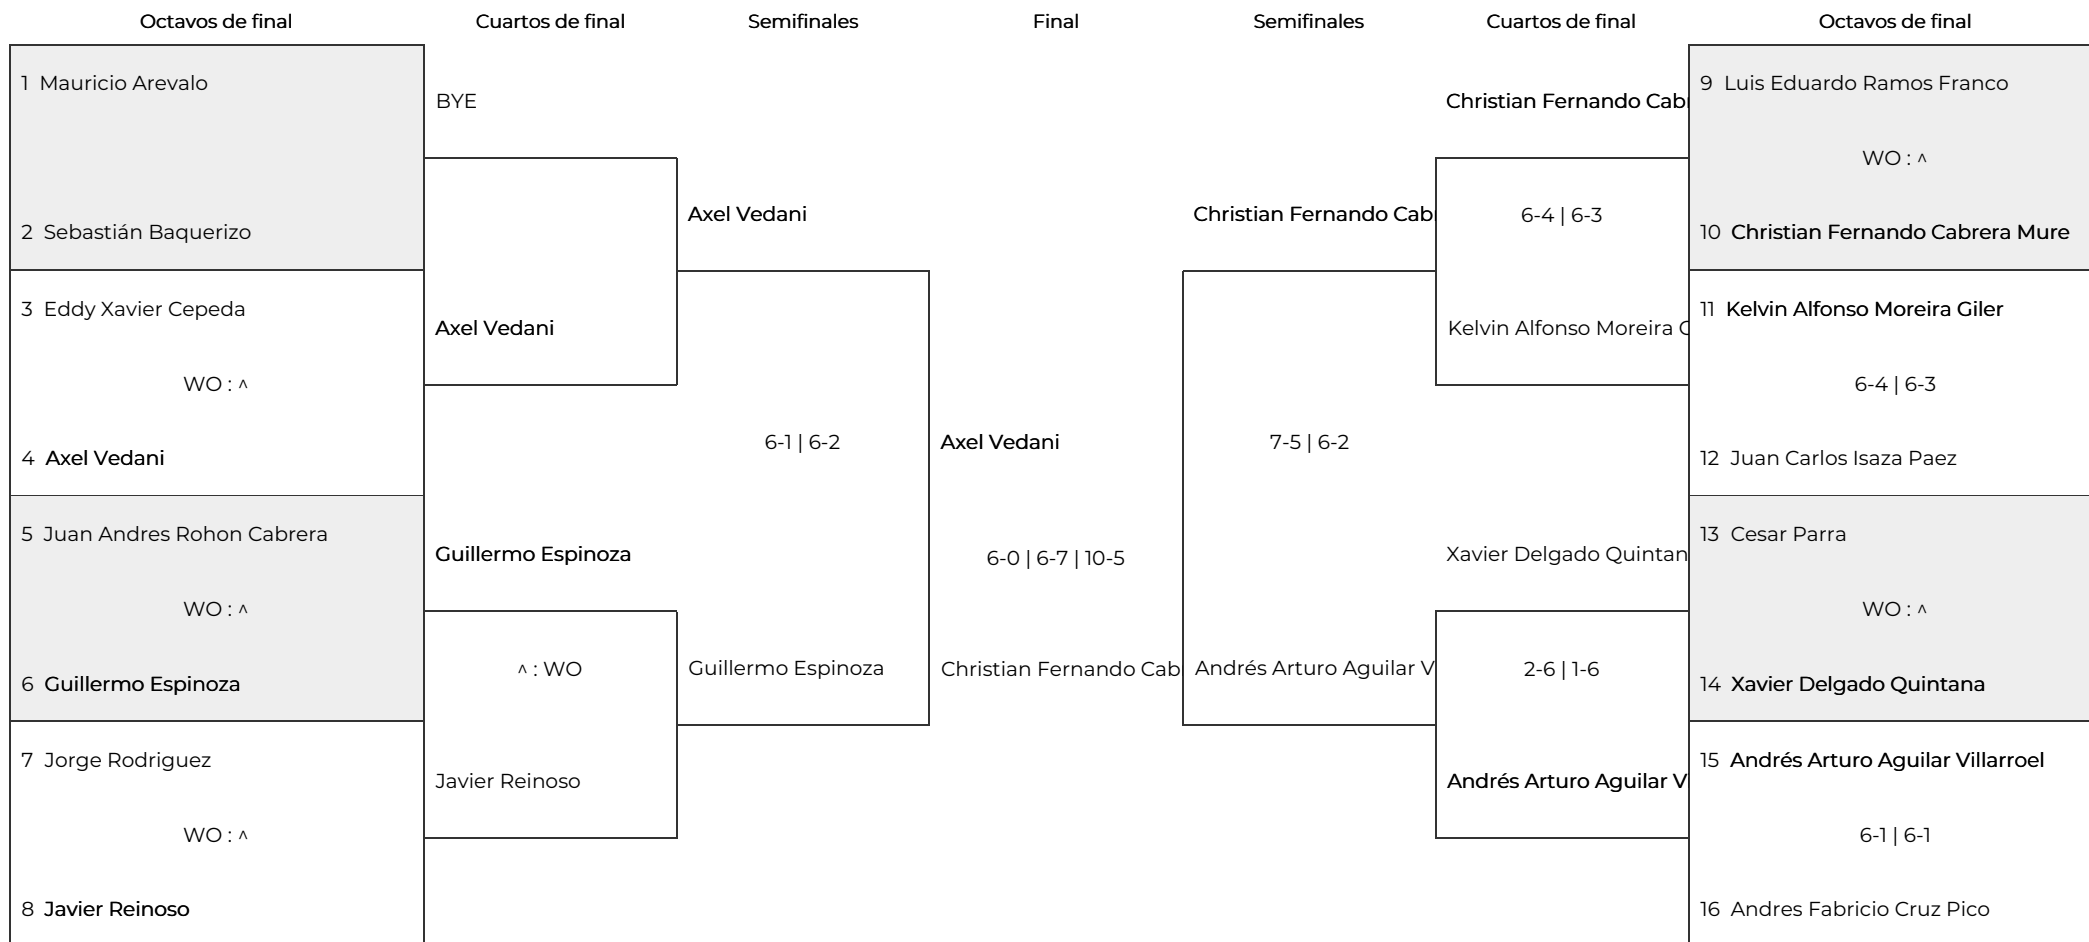 Octavos de final
Cuartos de final
Semifinales
Final
Semifinales
Cuartos de final
Octavos de final
1 Mauricio Arevalo
2 Sebastián Baquerizo
3 Eddy Xavier Cepeda
WO : ^
4 Axel Vedani
5 Juan Andres Rohon Cabrera
WO : ^
6 Guillermo Espinoza
7 Jorge Rodriguez
WO : ^
8 Javier Reinoso
BYE
Axel Vedani
Guillermo Espinoza
^ : WO
Javier Reinoso
Axel Vedani
6-1 | 6-2
Guillermo Espinoza
Axel Vedani
6-0 | 6-7 | 10-5
Christian Fernando Cab
Christian Fernando Cab
7-5 | 6-2
Andrés Arturo Aguilar V
Christian Fernando Cab
6-4 | 6-3
Kelvin Alfonso Moreira G
Xavier Delgado Quintan
2-6 | 1-6
Andrés Arturo Aguilar V
9 Luis Eduardo Ramos Franco
WO : ^
10 Christian Fernando Cabrera Mure
11 Kelvin Alfonso Moreira Giler
6-4 | 6-3
12 Juan Carlos Isaza Paez
13 Cesar Parra
WO : ^
14 Xavier Delgado Quintana
15 Andrés Arturo Aguilar Villarroel
6-1 | 6-1
16 Andres Fabricio Cruz Pico